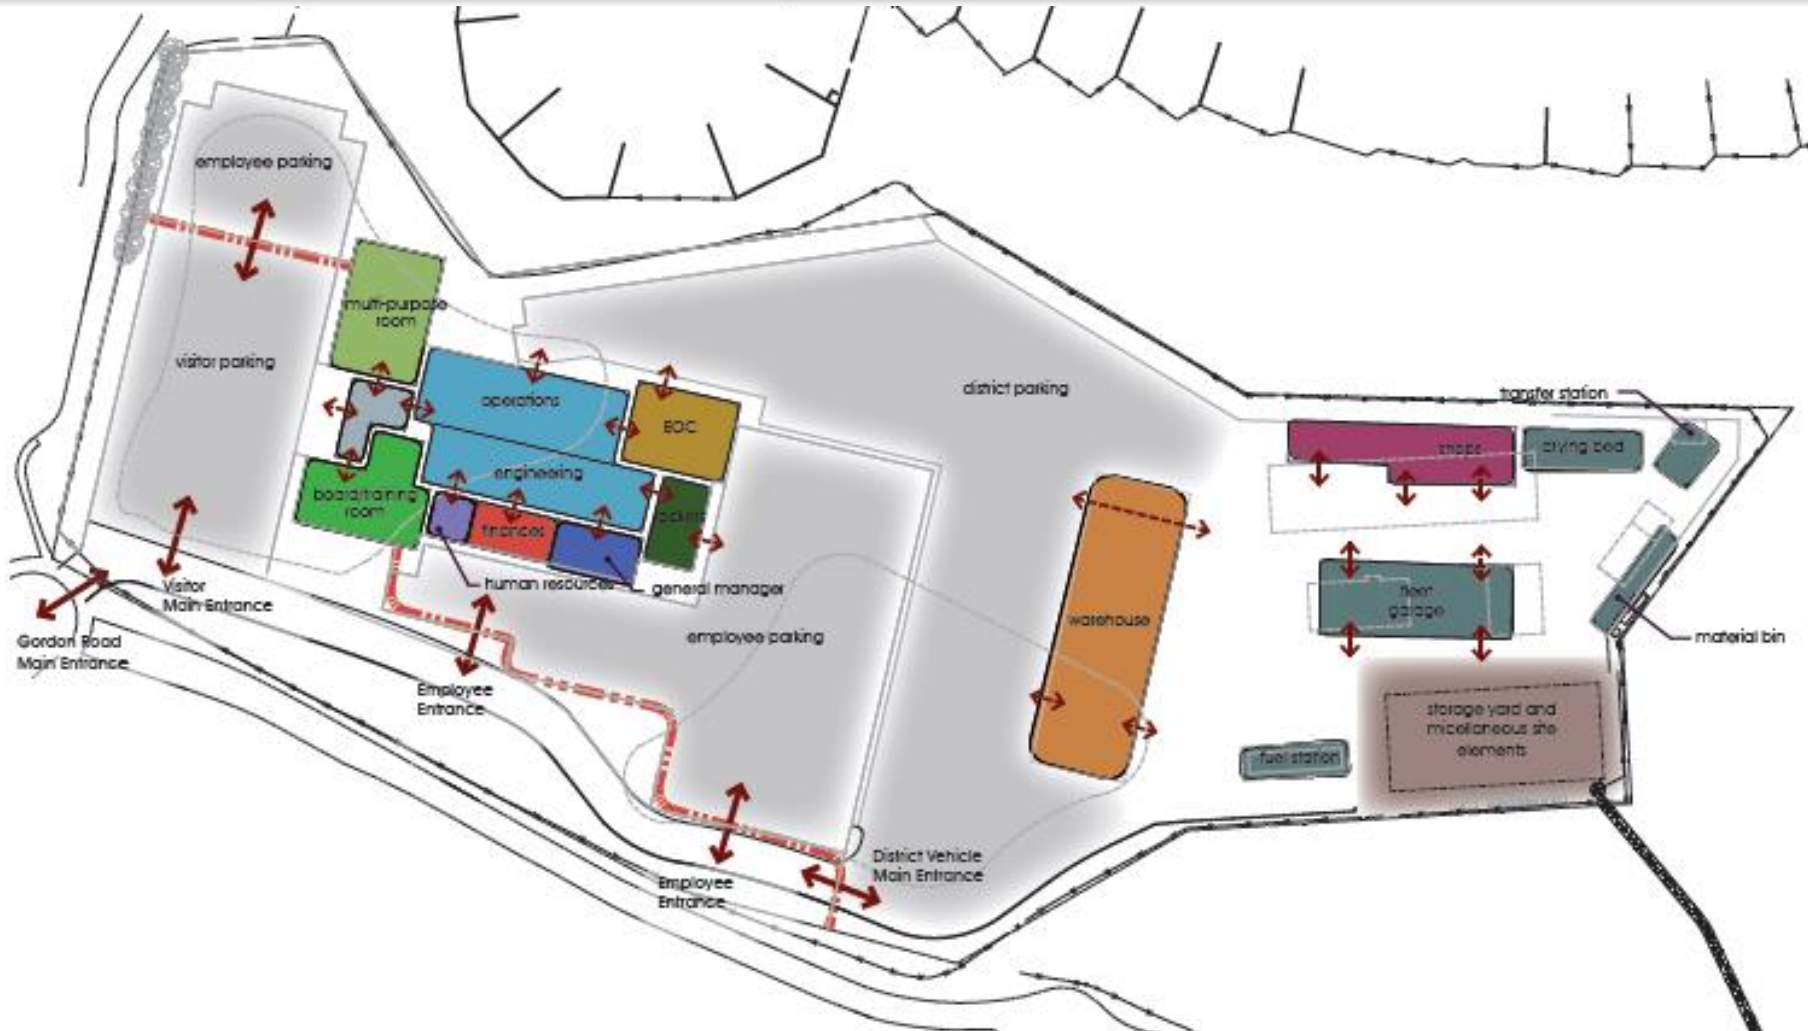 employee parking
visitor parking
multi-purpose
room
operations
EOC
engineering
board/training
room
finances
human resources
general manager
employee parking
district parking
warehouse
shops
drying bed
transfer station
fleet
garage
material bin
storage yard and
micellaneous site
elements
fuel station
Visitor
Main Entrance
Gordon Road
Main Entrance
Employee
Entrance
Employee
Entrance
District Vehicle
Main Entrance